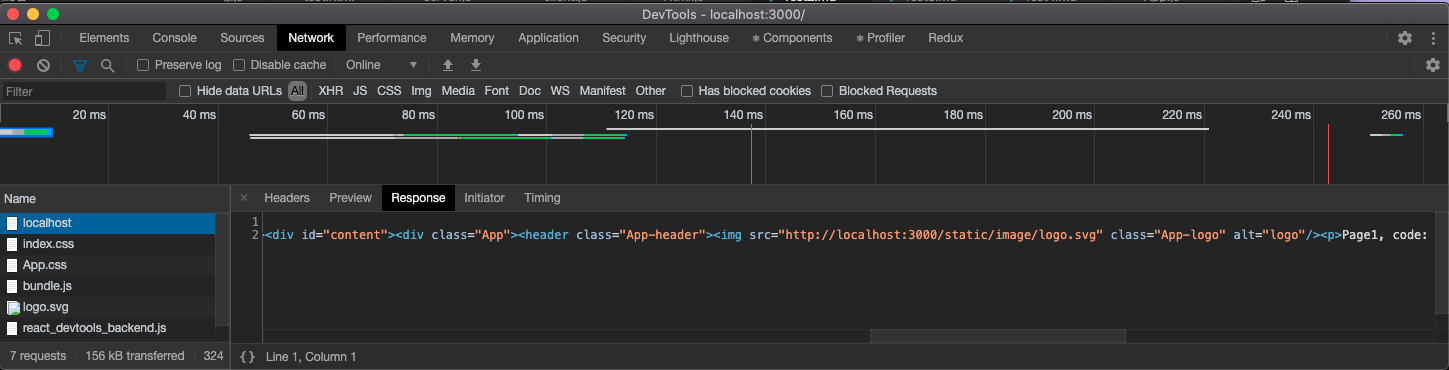 DevTools - localhost:3000/
Elements Console Sources Network Performance Memory Application Security Lighthouse Components Profiler Redux
Preserve log Disable cache Online
Filter Hide data URLs All XHR JS CSS Img Media Font Doc WS Manifest Other Has blocked cookies Blocked Requests
20 ms 40 ms 60 ms 80 ms 100 ms 120 ms 140 ms 160 ms 180 ms 200 ms 220 ms 240 ms 260 ms
Name
× Headers Preview Response Initiator Timing
localhost
index.css
App.css
bundle.js
logo.svg
react_devtools_backend.js
1
2 <div id="content"><div class="App"><header class="App-header"><img src="http://localhost:3000/static/image/logo.svg" class="App-logo" alt="logo"/><p>Page1, code:
7 requests 156 kB transferred 324
{} Line 1, Column 1